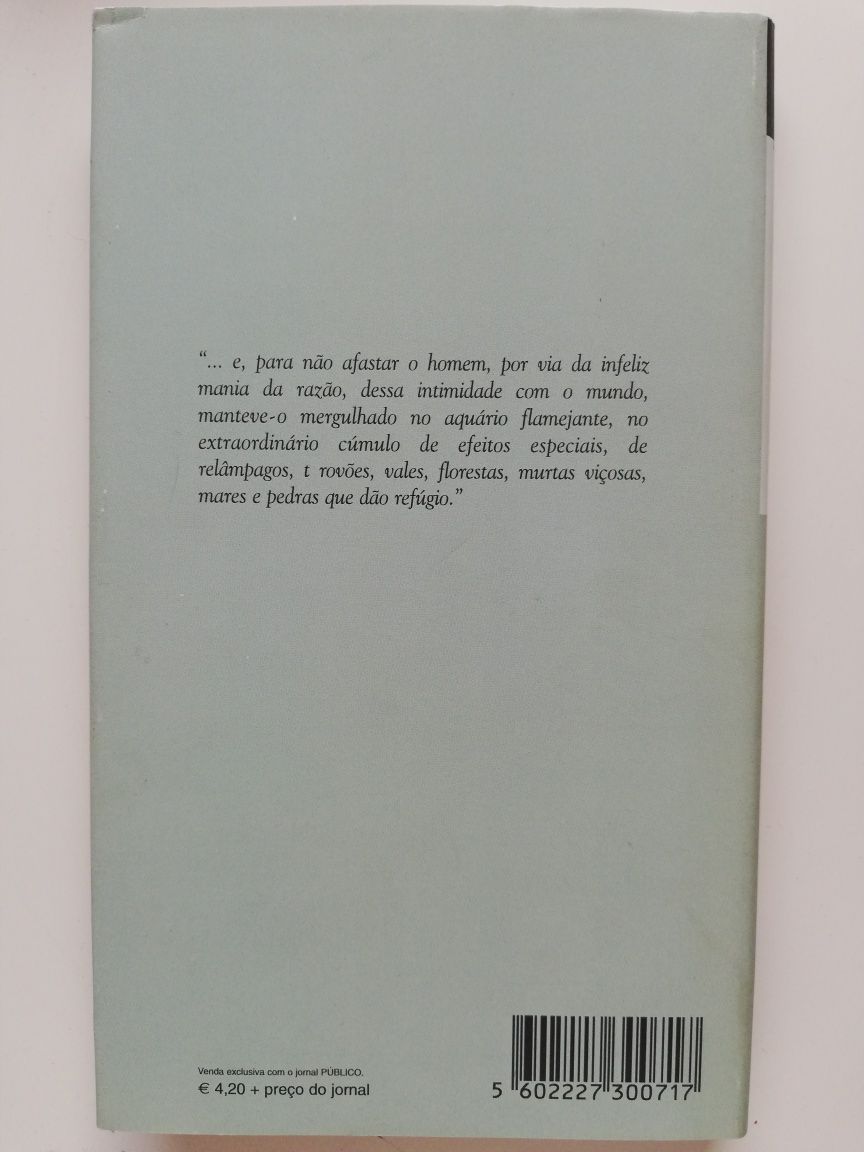 “... e, para não afastar o homem, por via da infeliz
mania da razão, dessa intimidade com o mundo,
manteve-o mergulhado no aquário flamejante, no
extraordinário cúmulo de efeitos especiais, de
relâmpagos, t rovões, vales, florestas, murtas viçosas,
mares e pedras que dão refúgio.”
Venda exclusiva com o jornal PÚBLICO.
€ 4,20 + preço do jornal
5 602227 300717